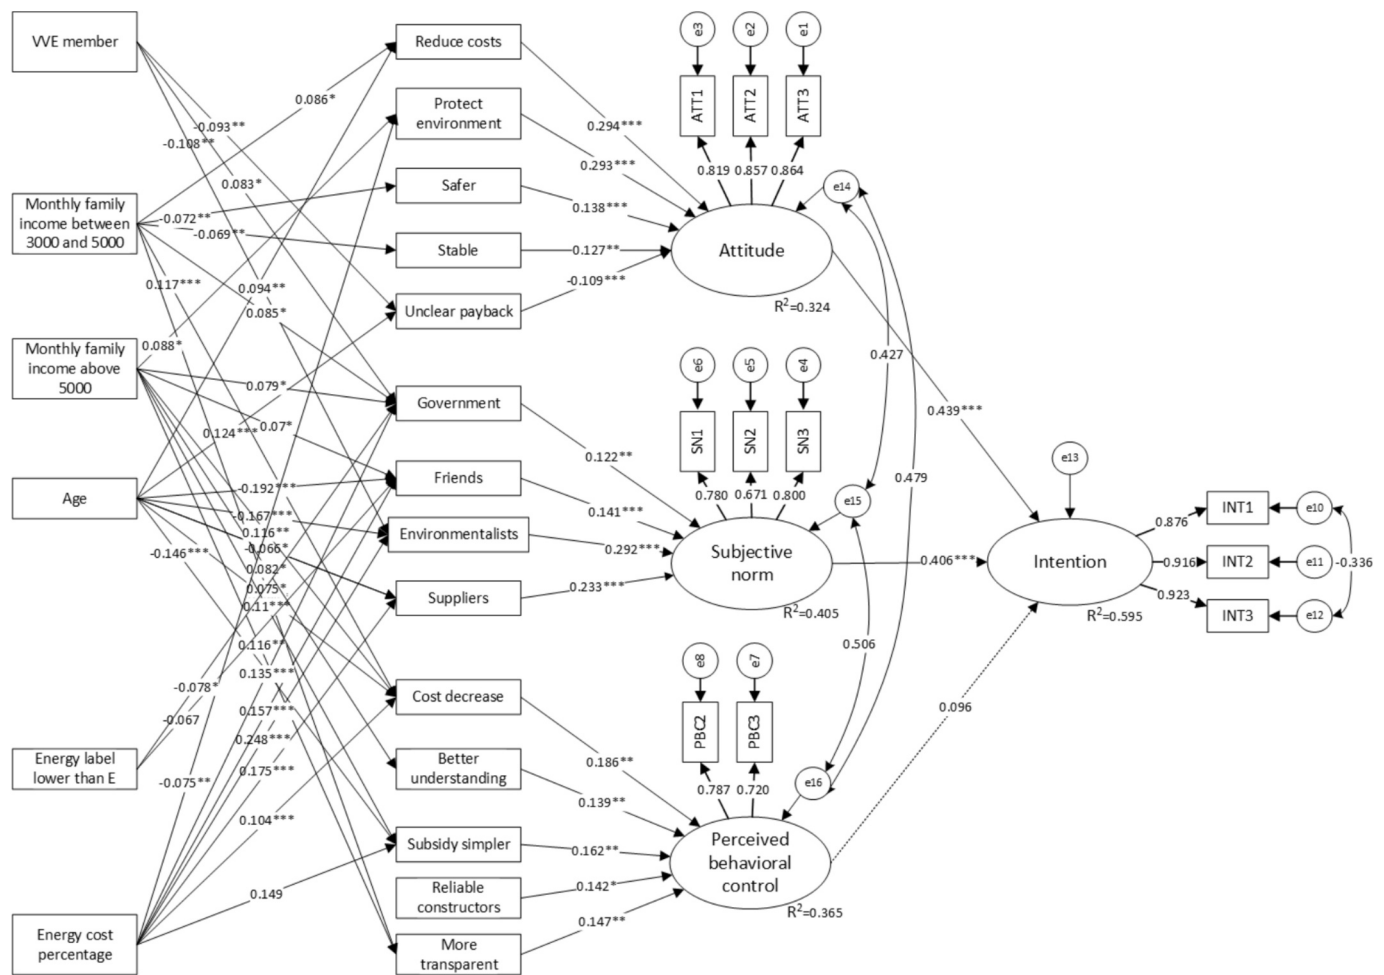 VVE member
Monthly family
income between
3000 and 5000
Monthly family
income above
5000
Age
Energy label
lower than E
Energy cost
percentage
0.086*
-0.093**
-0.108**
0.083*
-0.072**
-0.069**
0.117***
0.094**
0.085*
0.088*
0.079*
0.07*
0.124***
-0.192***
-0.167***
0.116**
-0.066*
-0.146***
0.082*
0.075*
0.11***
0.116**
0.135***
-0.078*
-0.067
0.157***
0.248***
0.175***
-0.075**
0.104***
0.149
Reduce costs
Protect
environment
Safer
Stable
Unclear payback
Government
Friends
Environmentalists
Suppliers
Cost decrease
Better
understanding
Subsidy simpler
Reliable
constructors
More
transparent
0.294***
0.293***
0.138***
0.127**
-0.109***
0.122**
0.141***
0.292***
0.233***
0.186**
0.139**
0.162**
0.142*
0.147**
e3
e2
e1
ATT1
ATT2
ATT3
0.819
0.857
0.864
e14
Attitude
R²=0.324
e6
e5
e4
SN1
SN2
SN3
0.780
0.671
0.800
e15
Subjective
norm
R²=0.405
e8
e7
PBC2
PBC3
0.787
0.720
e16
Perceived
behavioral
control
R²=0.365
0.427
0.479
0.506
0.439***
0.406***
0.096
e13
Intention
R²=0.595
0.876
0.916
0.923
INT1
INT2
INT3
e10
e11
e12
-0.336